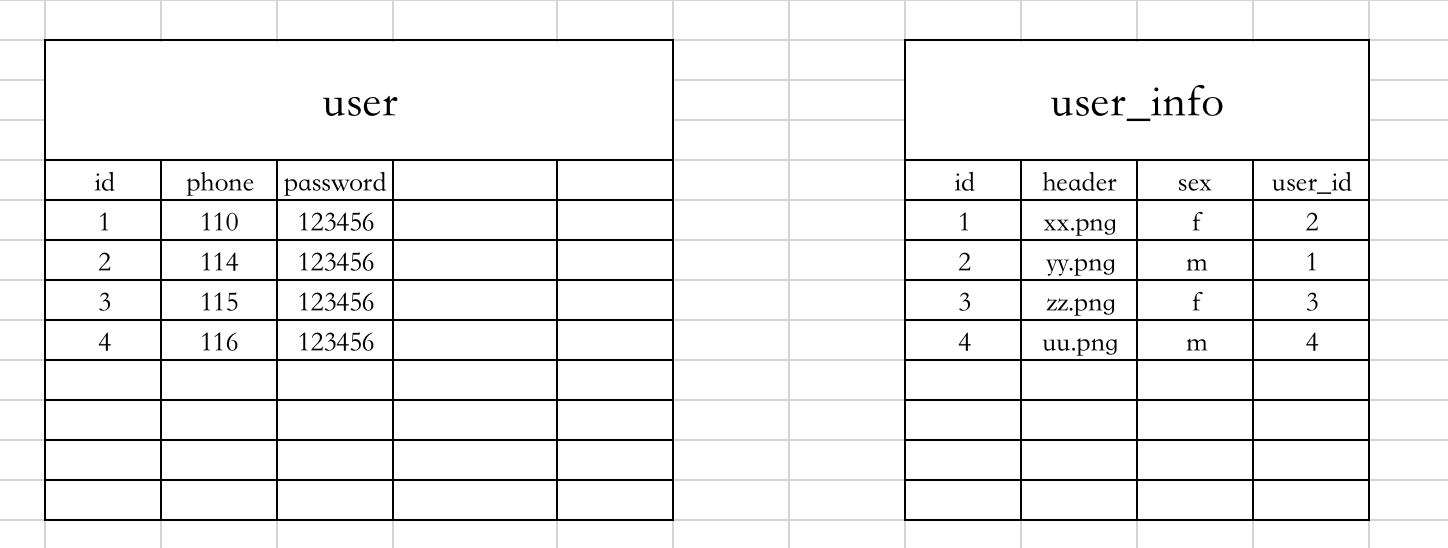 user
id phone password
1 110 123456
2 114 123456
3 115 123456
4 116 123456
user_info
id header sex user_id
1 xx.png f 2
2 yy.png m 1
3 zz.png f 3
4 uu.png m 4